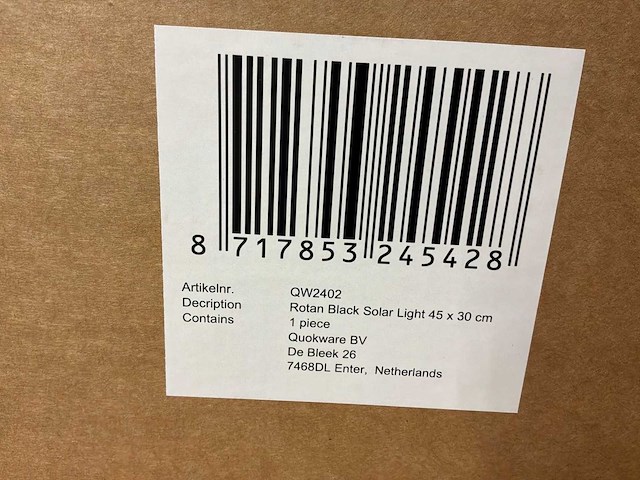 8 717853 245428
Artikelnr. QW2402
Decription Rotan Black Solar Light 45 x 30 cm
Contains 1 piece
Quokware BV
De Bleek 26
7468DL Enter, Netherlands